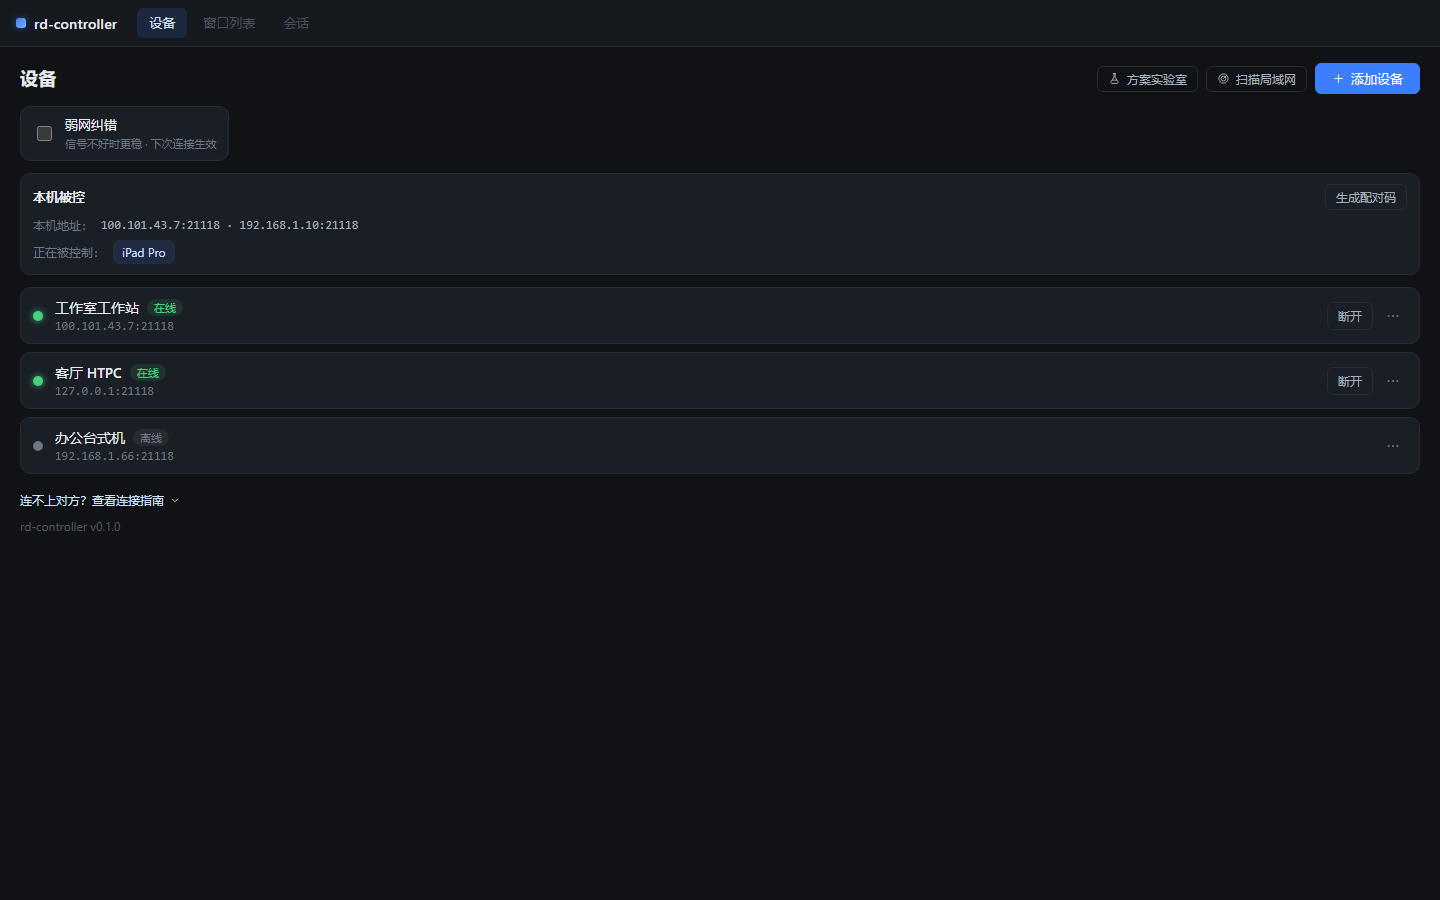 rd-controller 设备 窗口列表 会话
设备 方案实验室 扫描局域网 + 添加设备
弱网纠错
信号不好时更稳 · 下次连接生效
本机被控 生成配对码
本机地址: 100.101.43.7:21118 · 192.168.1.10:21118
正在被控制: iPad Pro
工作室工作站 在线
100.101.43.7:21118
断开 ···
客厅 HTPC 在线
127.0.0.1:21118
断开 ···
办公台式机 离线
192.168.1.66:21118
···
连不上对方? 查看连接指南
rd-controller v0.1.0